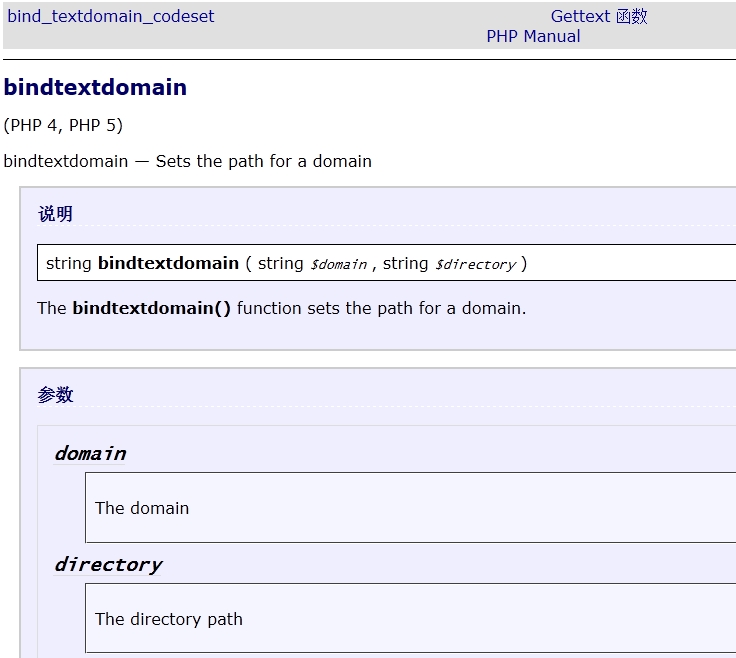 bind_textdomain_codeset Gettext 函数
PHP Manual
bindtextdomain
(PHP 4, PHP 5)
bindtextdomain — Sets the path for a domain
说明
string bindtextdomain ( string $domain , string $directory )
The bindtextdomain() function sets the path for a domain.
参数
domain
The domain
directory
The directory path